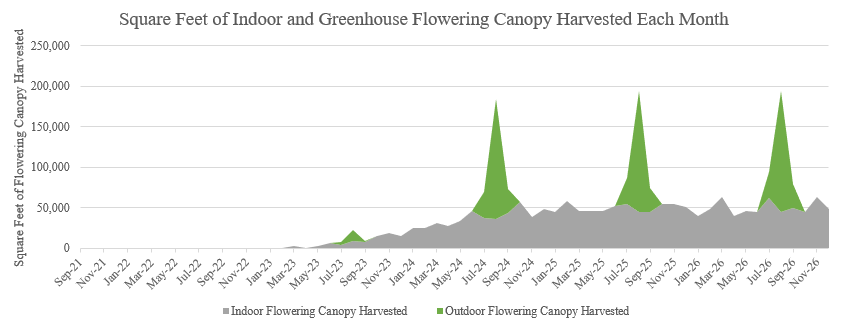 Square Feet of Indoor and Greenhouse Flowering Canopy Harvested Each Month
Square Feet of Flowering Canopy Harvested
250,000
200,000
150,000
100,000
50,000
0
Sep-21
Nov-21
Jan-22
Mar-22
May-22
Jul-22
Sep-22
Nov-22
Jan-23
Mar-23
May-23
Jul-23
Sep-23
Nov-23
Jan-24
Mar-24
May-24
Jul-24
Sep-24
Nov-24
Jan-25
Mar-25
May-25
Jul-25
Sep-25
Nov-25
Jan-26
Mar-26
May-26
Jul-26
Sep-26
Nov-26
Indoor Flowering Canopy Harvested
Outdoor Flowering Canopy Harvested